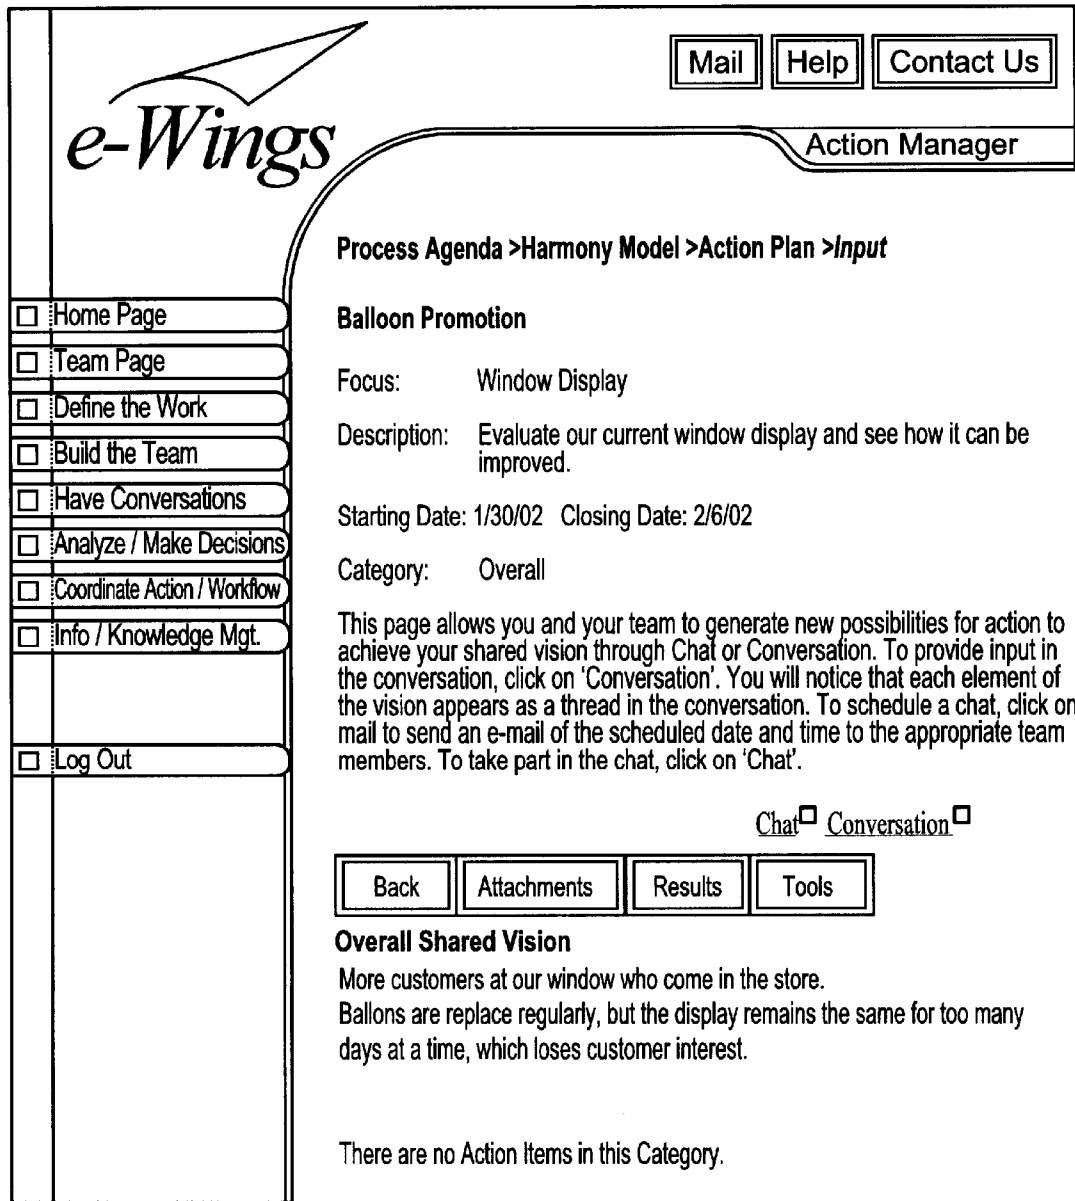 e-Wings
Mail Help Contact Us
Action Manager
Home Page
Team Page
Define the Work
Build the Team
Have Conversations
Analyze / Make Decisions
Coordinate Action / Workflow
Info / Knowledge Mgt.
Log Out
Process Agenda >Harmony Model >Action Plan >Input
Balloon Promotion
Focus: Window Display
Description: Evaluate our current window display and see how it can be
improved.
Starting Date: 1/30/02 Closing Date: 2/6/02
Category: Overall
This page allows you and your team to generate new possibilities for action to
achieve your shared vision through Chat or Conversation. To provide input in
the conversation, click on ‘Conversation’. You will notice that each element of
the vision appears as a thread in the conversation. To schedule a chat, click on
mail to send an e-mail of the scheduled date and time to the appropriate team
members. To take part in the chat, click on ‘Chat’.
Chat Conversation
Back Attachments Results Tools
Overall Shared Vision
More customers at our window who come in the store.
Ballons are replace regularly, but the display remains the same for too many
days at a time, which loses customer interest.
There are no Action Items in this Category.